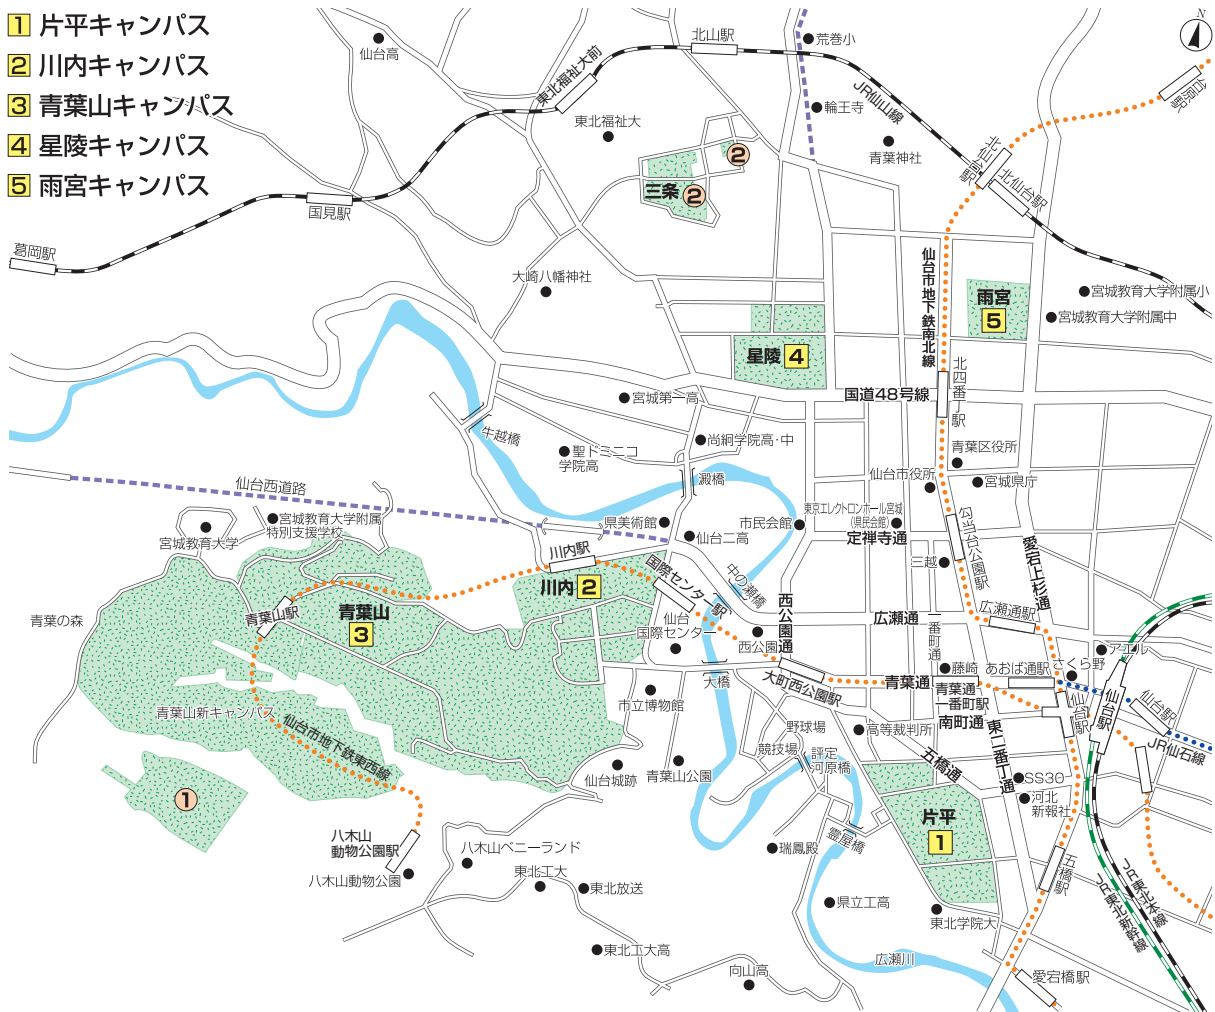 1 片平キャンパス
2 川内キャンパス
3 青葉山キャンパス
4 星陵キャンパス
5 雨宮キャンパス
N
仙台高
東北福祉大前
北山駅
荒巻小
台原駅
東北福祉大
輪王寺
JR仙山線
青葉神社
北仙台駅
北仙台駅
2
三条 2
国見駅
葛岡駅
大崎八幡神社
仙台市地下鉄南北線
雨宮
5
宮城教育大学附属小
宮城教育大学附属中
星陵 4
国道48号線
北四番丁駅
宮城第一高
牛越橋
聖ドミニコ
学院高
尚絅学院高・中
澱橋
青葉区役所
仙台市役所
宮城県庁
仙台西道路
宮城教育大学附属
特別支援学校
宮城教育大学
県美術館
仙台二高
市民会館
東京エレクトロンホール宮城
(県民会館)
定禅寺通
勾当台公園駅
愛宕上杉通
三越
川内駅
川内 2
国際センター駅
中の瀬橋
西公園通
広瀬通
一番町通
広瀬通駅
青葉の森
青葉山駅
青葉山
3
仙台
国際センター
西公園
大橋
大町西公園駅
青葉通
藤崎
あおば通駅
さくら野
アエル
青葉通
一番町駅
南町通
仙台駅
仙台駅
仙台駅
JR仙石線
青葉山新キャンパス
仙台市地下鉄東西線
市立博物館
仙台城跡
青葉山公園
野球場
競技場
評定
河原橋
高等裁判所
五橋通
東二番丁通
SS30
河北
新報社
片平
1
1
八木山
動物公園駅
八木山動物公園
八木山ベニーランド
東北工大
東北放送
瑞鳳殿
霊屋橋
五橋駅
JR東北本線
JR東北新幹線
県立工高
東北学院大
東北工大高
向山高
広瀬川
愛宕橋駅